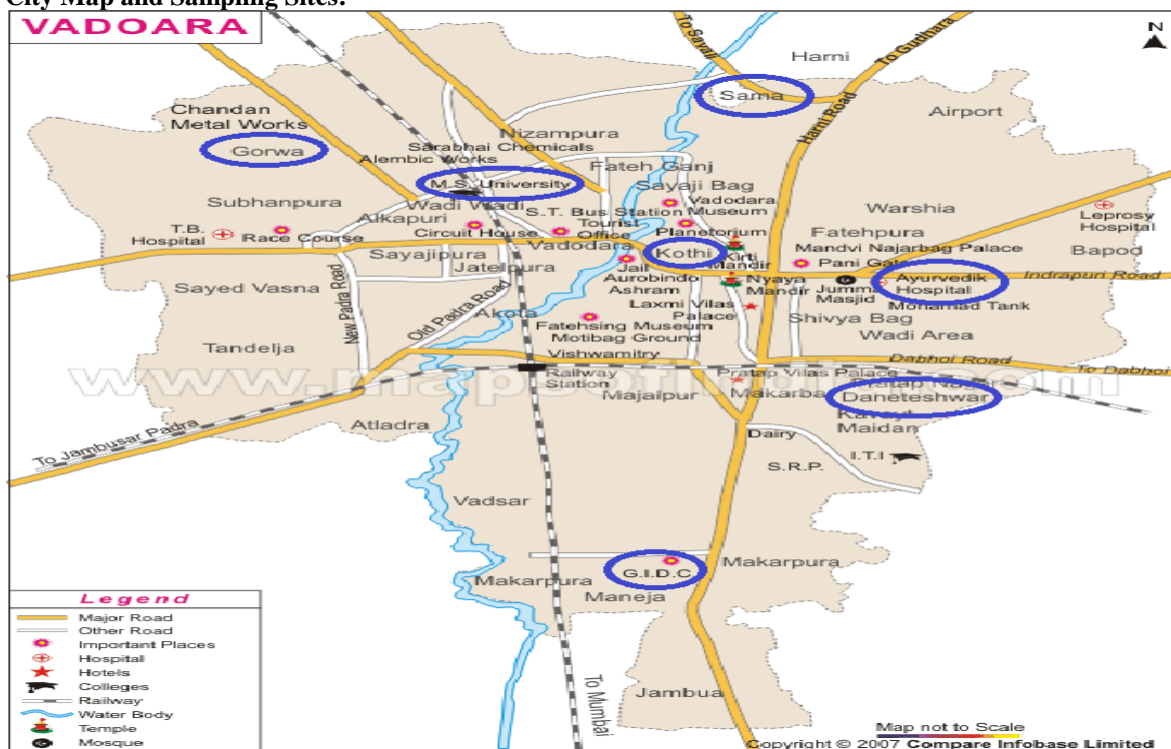 City Map and Sampling Sites:
VADOARA
N
To Sayali
Harni
To Gudhara
Sama
Harni Road
Airport
Chandan
Metal Works
Gorwa
Nizampura
Sarabhai Chemicals
Alembic Works
Fateh Ganj
M.S. University
Sayaji Bag
Wadi Wadi
Vadodara
Museum
Subhanpura
Alkapuri
S.T. Bus Station
Warshia
Leprosy
Hospital
T.B.
Hospital
Race Course
Circuit House
Tourist
Office
Planetorium
Fatehpura
Vadodara
Kothi
Kirti
Mandir
Mandvi Najarbag Palace
Bapod
Sayajipura
Jail
Pani Gate
Jetelpura
Aurobindo
Ashram
Nyaya
Mandir
Jumma
Masjid
Ayurvedik
Hospital
Indrapuri Road
Sayed Vasna
New Padra Road
Old Padra Road
Laxmi Vilas
Palace
Mohamad Tank
Akota
Shivya Bag
Fatehsing Museum
Motibag Ground
Wadi Area
Tandelja
Vishwamitry
Dabhoi Road
To Dabhoi
Railway
Station
Pratap Vilas Palace
Majalpur
Makarba
Daneteshwar
Maidan
Atladra
To Jambusar Padra
Dairy
I.T.I
S.R.P.
Vadsar
Makarpura
G.I.D.C
Makarpura
Maneja
To Mumbai
Jambua
Legend
Major Road
Other Road
Important Places
Hospital
Hotels
Colleges
Railway
Water Body
Temple
Mosque
Map not to Scale
Copyright © 2007 Compare Infobase Limited